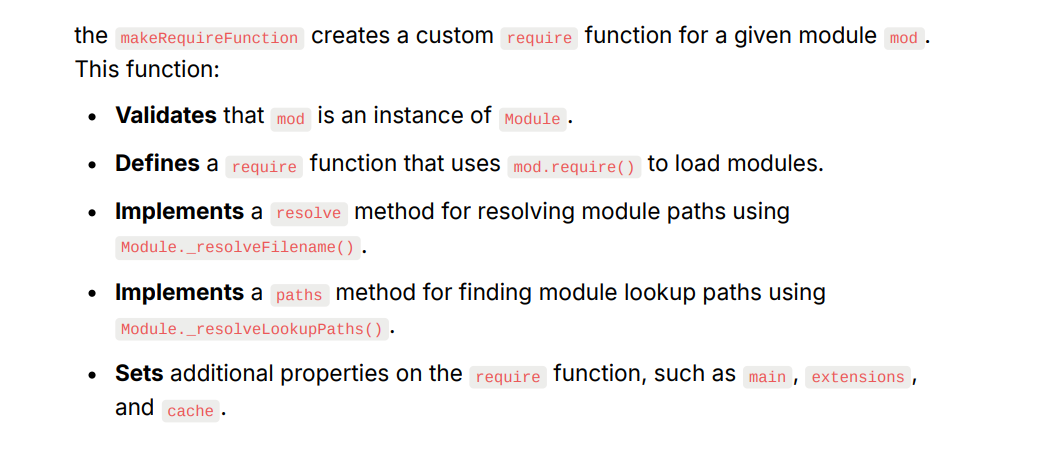 the makeRequireFunction creates a custom require function for a given module mod.
This function:
• Validates that mod is an instance of Module.
• Defines a require function that uses mod.require() to load modules.
• Implements a resolve method for resolving module paths using
Module._resolveFilename().
• Implements a paths method for finding module lookup paths using
Module._resolveLookupPaths().
• Sets additional properties on the require function, such as main, extensions,
and cache.